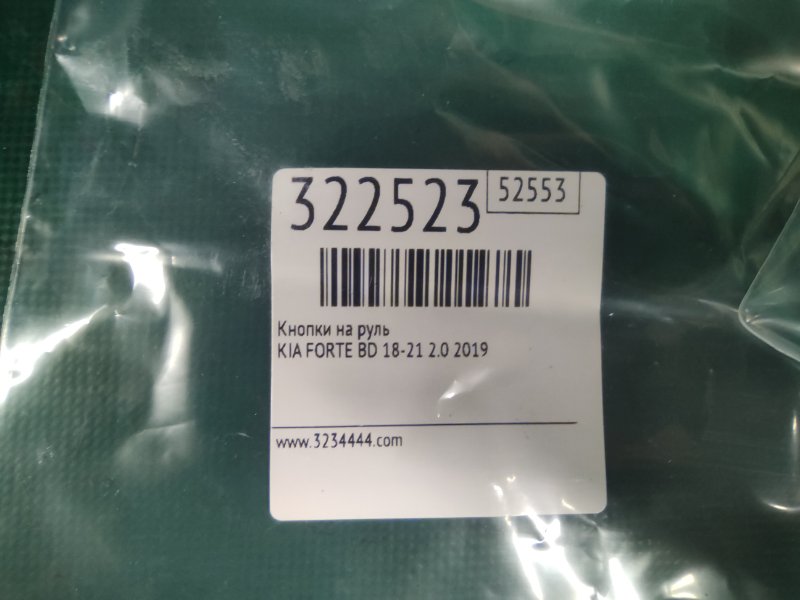 322523
52553
Кнопки на руль
KIA FORTE BD 18-21 2.0 2019
www.3234444.com